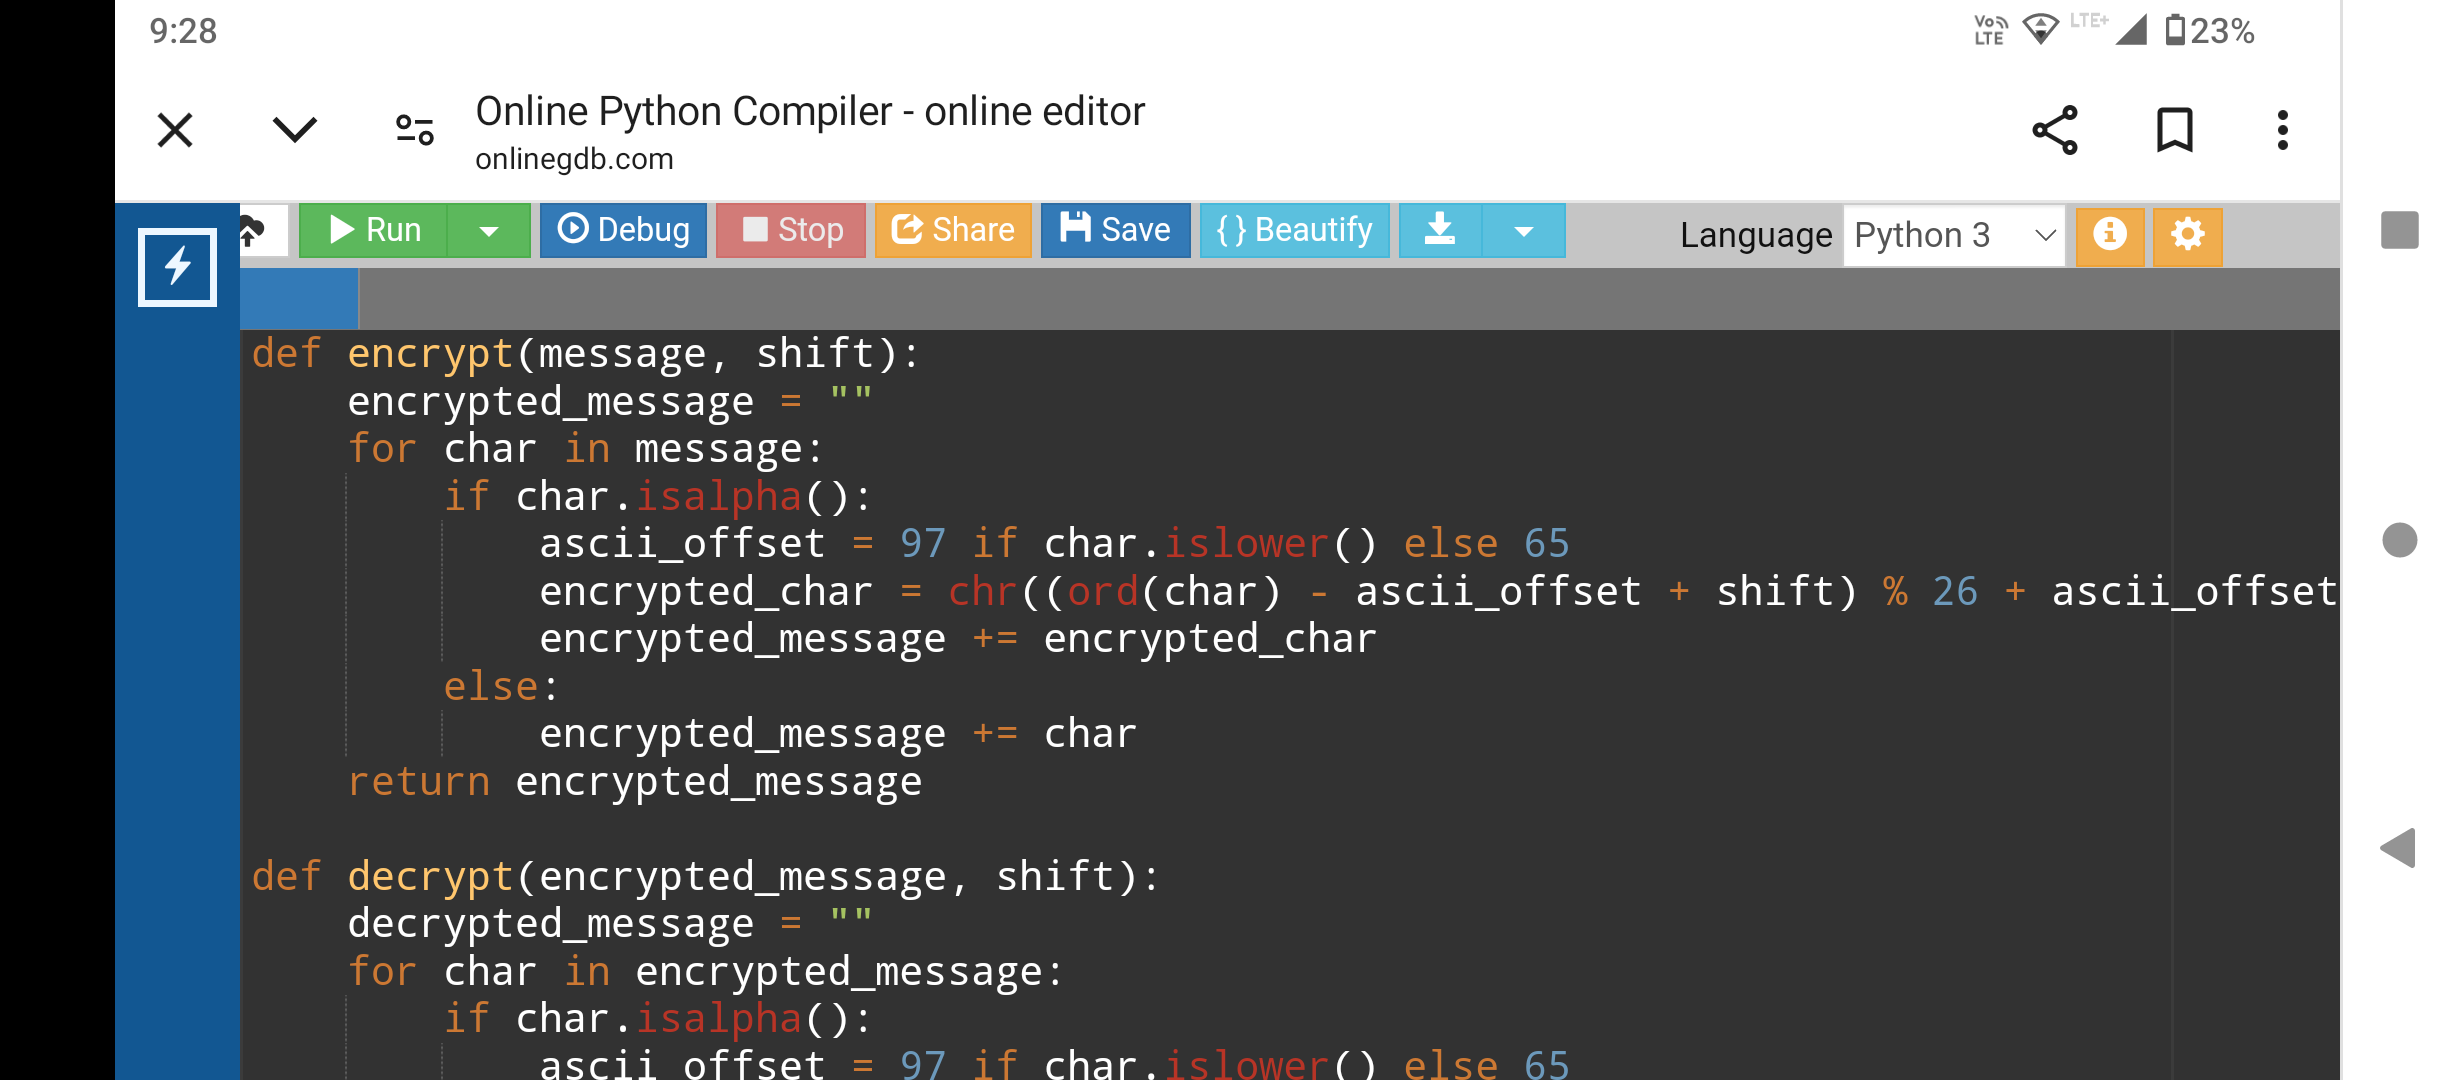 9:28
Vo LTE LTE+ 23%
Online Python Compiler - online editor
onlinegdb.com
Run Debug Stop Share Save { } Beautify Language Python 3
def encrypt(message, shift):
    encrypted_message = ""
    for char in message:
        if char.isalpha():
            ascii_offset = 97 if char.islower() else 65
            encrypted_char = chr((ord(char) - ascii_offset + shift) % 26 + ascii_offset
            encrypted_message += encrypted_char
        else:
            encrypted_message += char
    return encrypted_message
def decrypt(encrypted_message, shift):
    decrypted_message = ""
    for char in encrypted_message:
        if char.isalpha():
            ascii_offset = 97 if char.islower() else 65